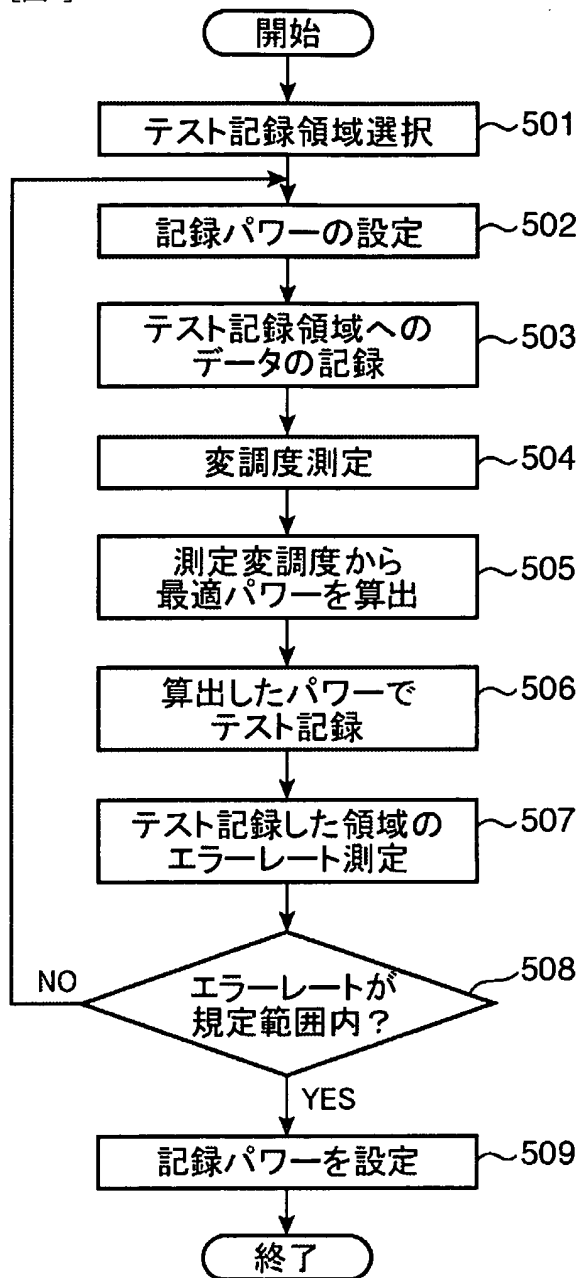 開始
テスト記録領域選択
501
記録パワーの設定
502
テスト記録領域への
データの記録
503
変調度測定
504
測定変調度から
最適パワーを算出
505
算出したパワーで
テスト記録
506
テスト記録した領域の
エラーレート測定
507
エラーレートが
規定範囲内？
508
NO
YES
記録パワーを設定
509
終了